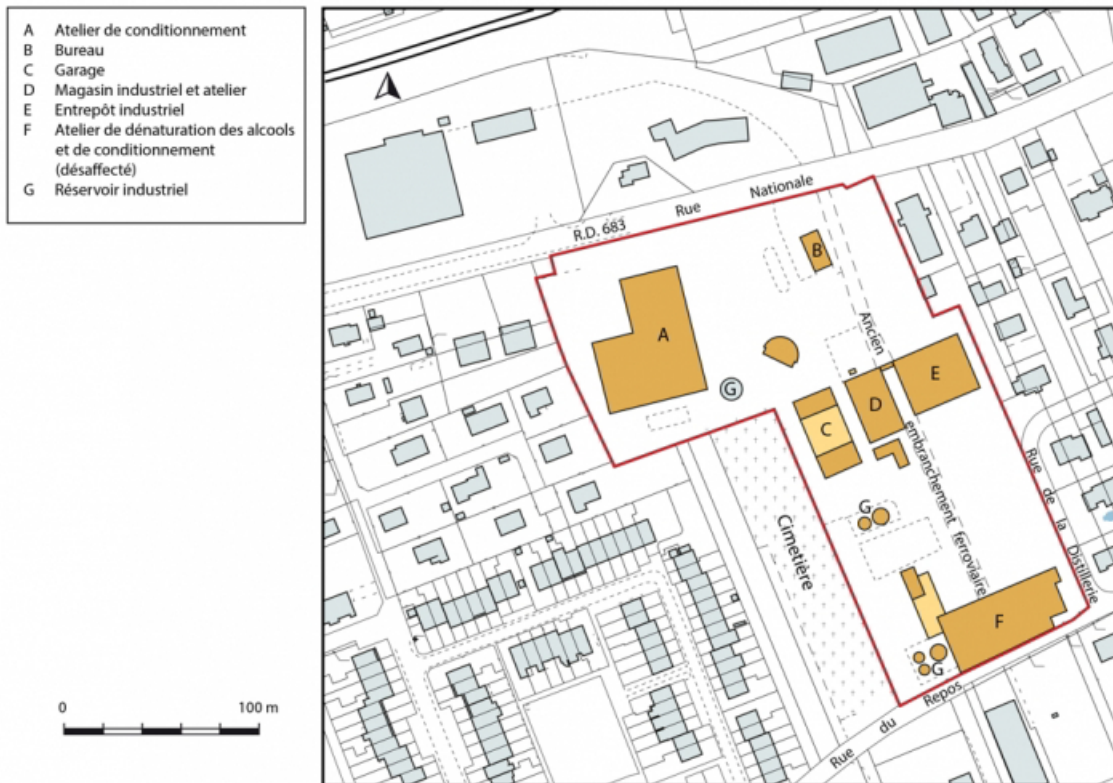 A Atelier de conditionnement
B Bureau
C Garage
D Magasin industriel et atelier
E Entrepôt industriel
F Atelier de dénaturation des alcools
et de conditionnement
(désaffecté)
G Réservoir industriel
0 100 m
R.D. 683 Rue Nationale
B
A
Ancien embranchement ferroviaire
E
G
D
C
Rue de la Distillerie
G
Cimetière
F
G
Rue du Repos